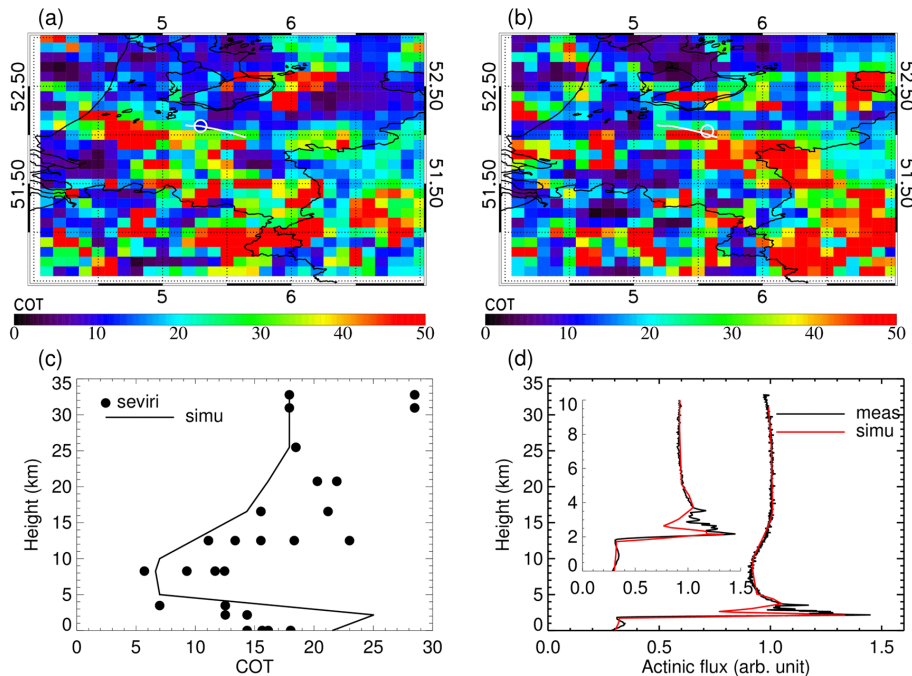 (a) (b)
5 6 5 6
52.50 52.50 52.50 52.50
51.50 51.50 51.50 51.50
5 6 5 6
COT COT
0 10 20 30 40 50 0 10 20 30 40 50
(c) (d)
35 35
30 30
25 25
20 20
15 15
10 10
5 5
0 0
Height (km) Height (km)
seviri
simu
meas
simu
10
8
6
4
2
0
0.0 0.5 1.0 1.5
0 5 10 15 20 25 30 0.0 0.5 1.0 1.5
COT Actinic flux (arb. unit)